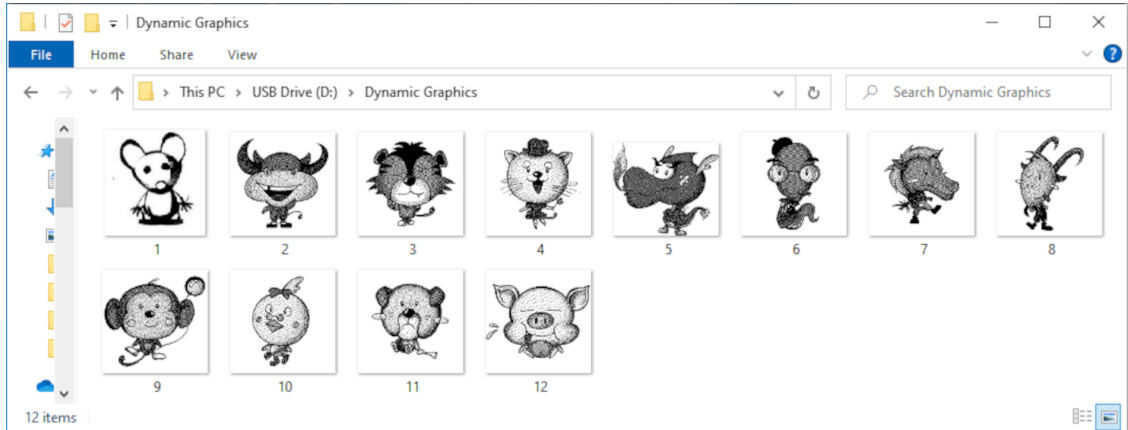 Dynamic Graphics
File Home Share View
This PC > USB Drive (D:) > Dynamic Graphics
Search Dynamic Graphics
1 2 3 4 5 6 7 8
9 10 11 12
12 items